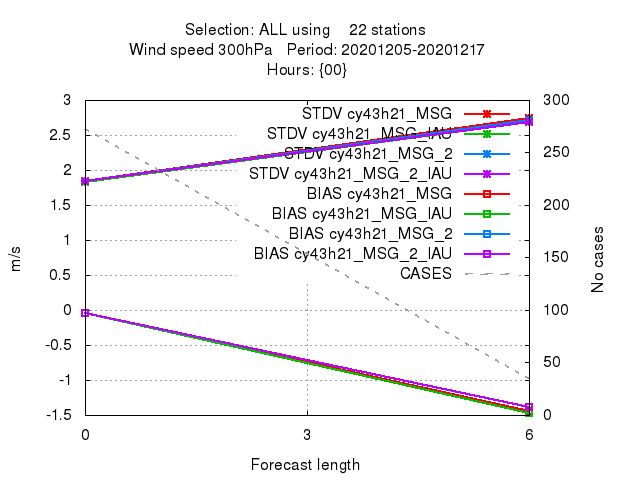 Selection: ALL using 22 stations
Wind speed 300hPa Period: 20201205-20201217
Hours: {00}
3
2.5
2
1.5
1
0.5
0
-0.5
-1
-1.5
300
250
200
150
100
50
0
STDV cy43h21_MSG
STDV cy43h21_MSG_IAU
STDV cy43h21_MSG_2
STDV cy43h21_MSG_2_IAU
BIAS cy43h21_MSG
BIAS cy43h21_MSG_IAU
BIAS cy43h21_MSG_2
BIAS cy43h21_MSG_2_IAU
CASES
m/s
No cases
0 3 6
Forecast length